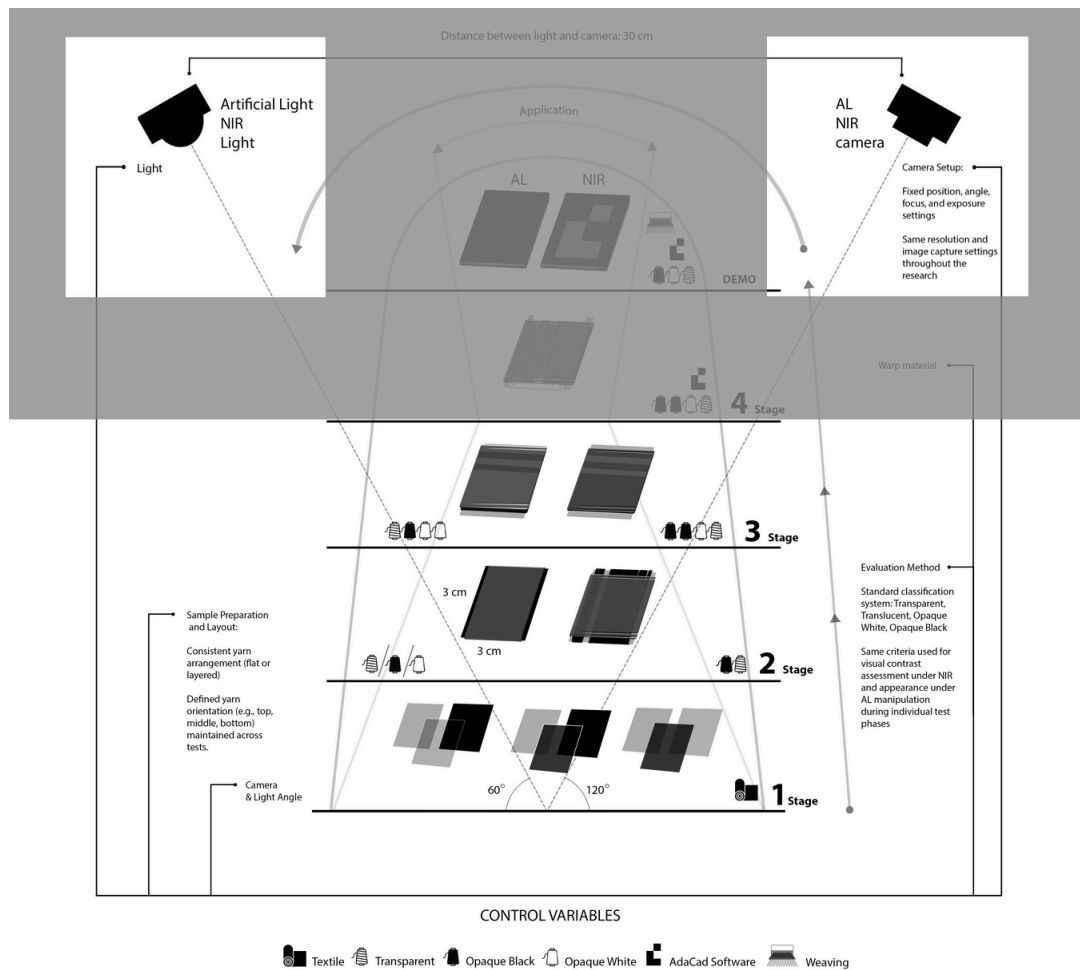 Distance between light and camera: 30 cm
Artificial Light
NIR
Light
Application
AL
NIR
camera
Light
Camera Setup:
Fixed position, angle,
focus, and exposure
settings
Same resolution and
image capture settings
throughout the
research
AL
NIR
DEMO
Warp material
4 Stage
3 Stage
Evaluation Method
Standard classification
system: Transparent,
Translucent, Opaque
White, Opaque Black
Same criteria used for
visual contrast
assessment under NIR
and appearance under
AL manipulation
during individual test
phases
3 cm
3 cm
2 Stage
Sample Preparation
and Layout:
Consistent yarn
arrangement (flat or
layered)
Defined yarn
orientation (e.g., top,
middle, bottom)
maintained across
tests.
Camera
& Light Angle
60°
120°
1 Stage
CONTROL VARIABLES
Textile
Transparent
Opaque Black
Opaque White
AdaCad Software
Weaving